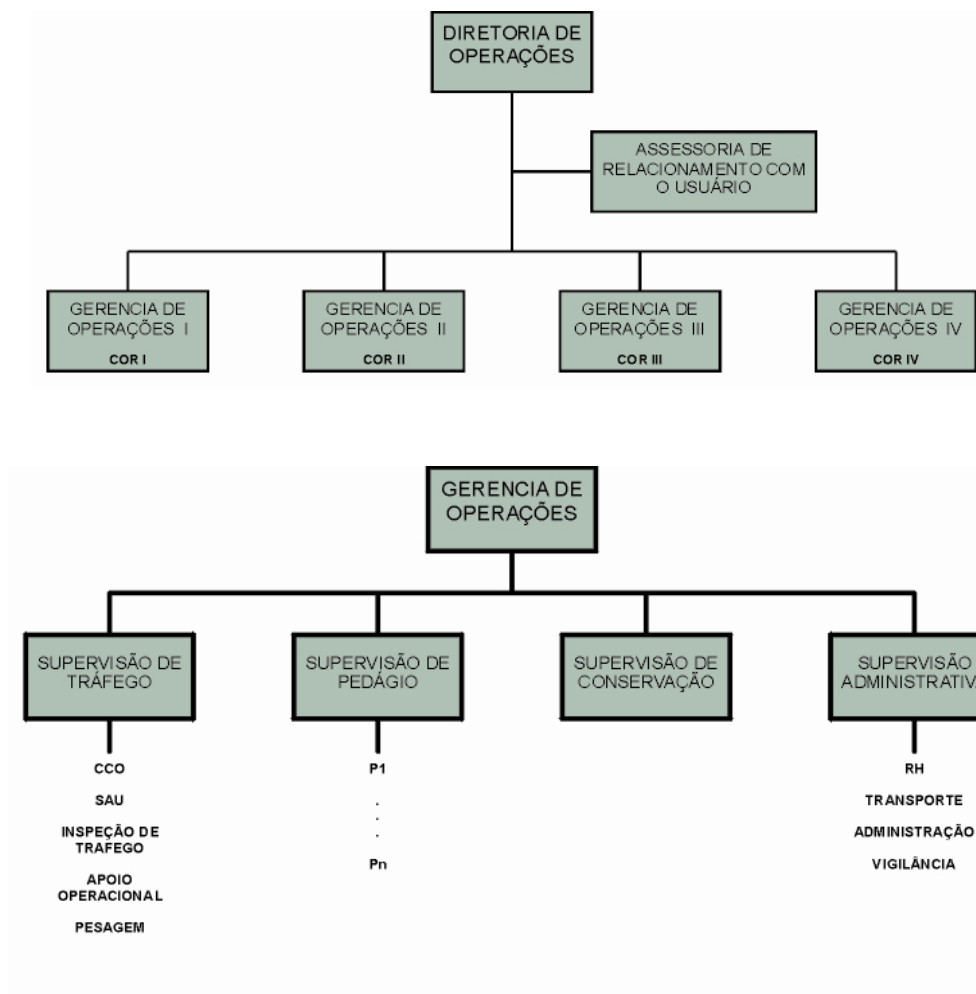 DIRETORIA DE
OPERAÇÕES
ASSESSORIA DE
RELACIONAMENTO COM
O USUÁRIO
GERENCIA DE
OPERAÇÕES I
COR I
GERENCIA DE
OPERAÇÕES II
COR II
GERENCIA DE
OPERAÇÕES III
COR III
GERENCIA DE
OPERAÇÕES IV
COR IV
GERENCIA DE
OPERAÇÕES
SUPERVISÃO DE
TRÁFEGO
CCO
SAU
INSPEÇÃO DE
TRAFEGO
APOIO
OPERACIONAL
PESAGEM
SUPERVISÃO DE
PEDÁGIO
P1
.
.
.
Pn
SUPERVISÃO DE
CONSERVAÇÃO
SUPERVISÃO
ADMINISTRATIVA
RH
TRANSPORTE
ADMINISTRAÇÃO
VIGILÂNCIA